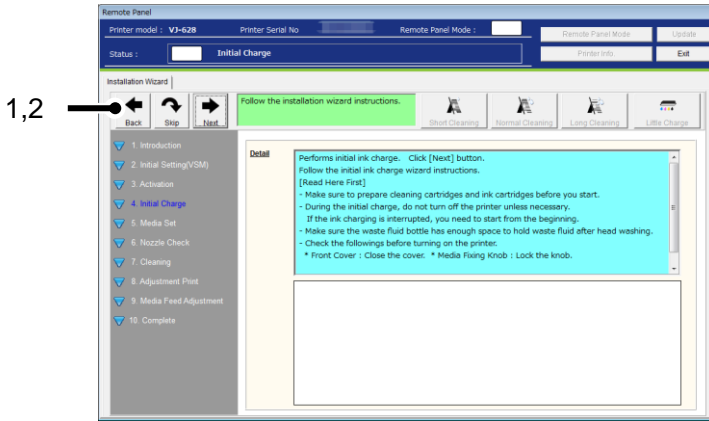 Remote Panel
Printer model : VJ-628 Printer Serial No Remote Panel Mode :
Remote Panel Mode Update
Status : Initial Charge
Printer Info Exit
Installation Wizard
1,2
Back Skip Next
Follow the installation wizard instructions.
Short Cleaning Normal Cleaning Long Cleaning Little Charge
1. Introduction
2. Initial Setting(VSM)
3. Activation
4. Initial Charge
5. Media Set
6. Nozzle Check
7. Cleaning
8. Adjustment Print
9. Media Feed Adjustment
10. Complete
Detail
Performs initial ink charge. Click [Next] button.
Follow the initial ink charge wizard instructions.
[Read Here First]
- Make sure to prepare cleaning cartridges and ink cartridges before you start.
- During the initial charge, do not turn off the printer unless necessary.
If the ink charging is interrupted, you need to start from the beginning.
- Make sure the waste fluid bottle has enough space to hold waste fluid after head washing.
- Check the followings before turning on the printer.
* Front Cover : Close the cover. * Media Fixing Knob : Lock the knob.